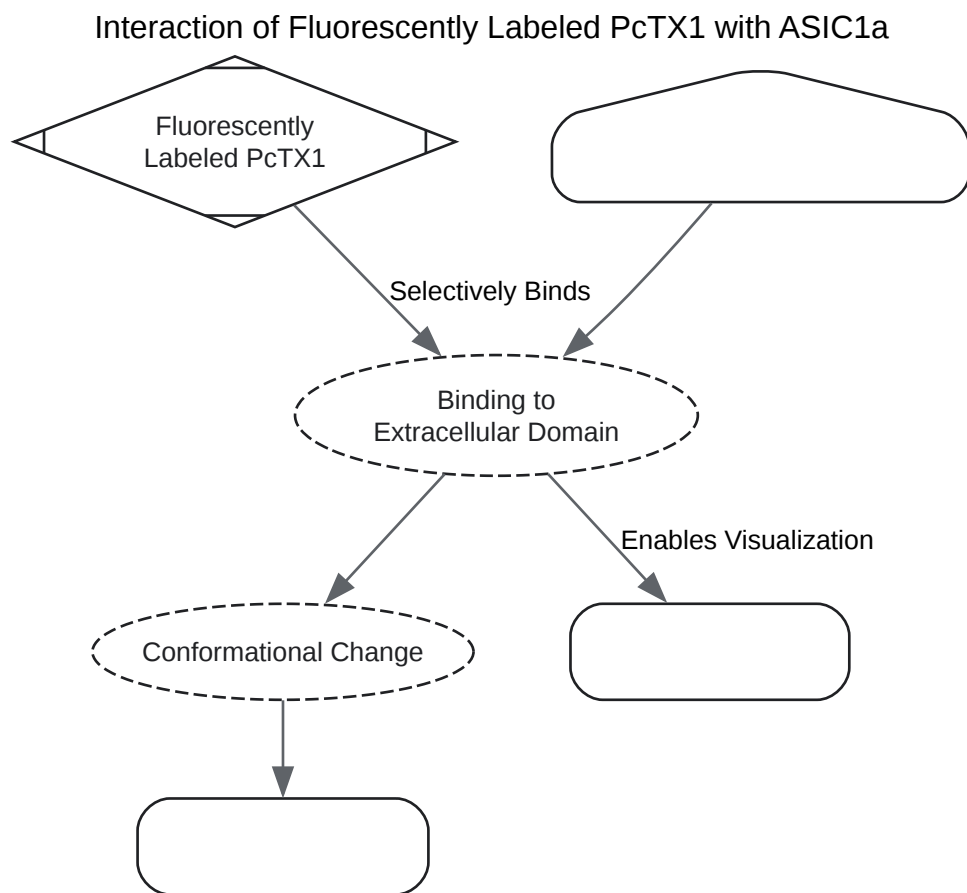 Interaction of Fluorescently Labeled PcTX1 with ASIC1a
Fluorescently
Labeled PcTX1
Selectively Binds
Binding to
Extracellular Domain
Enables Visualization
Conformational Change